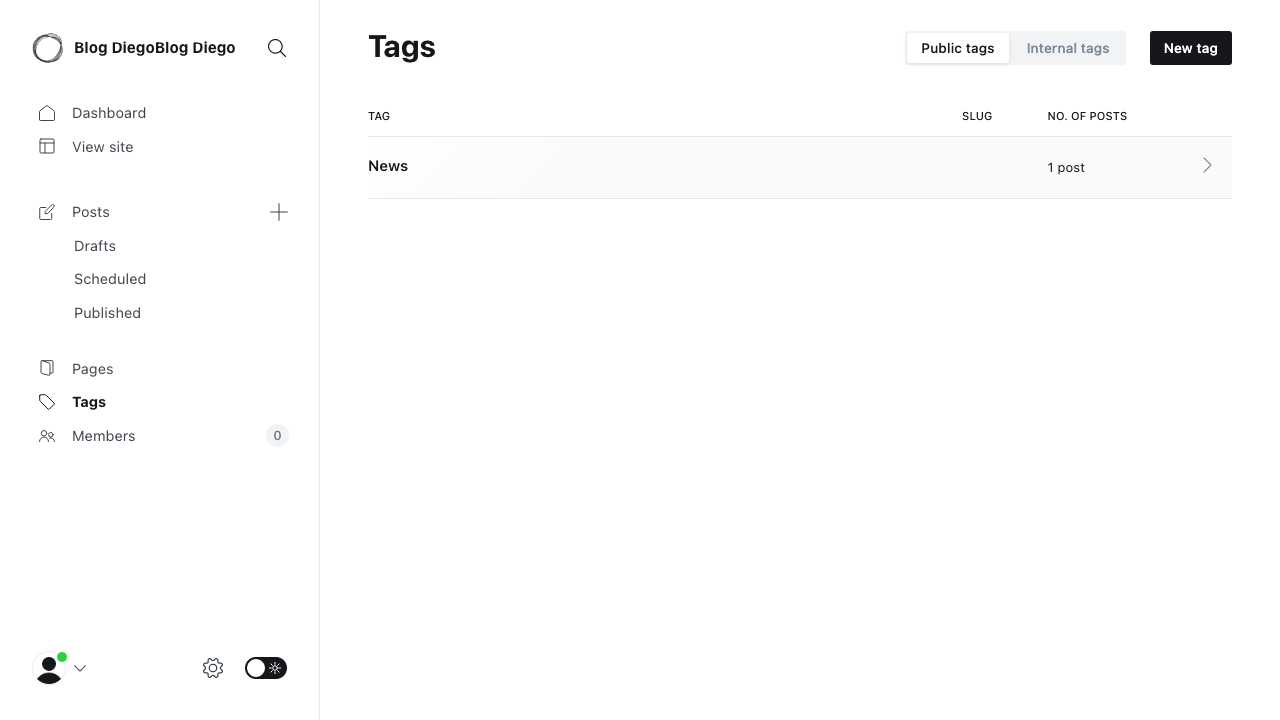 Blog DiegoBlog Diego
Dashboard
View site
Posts
Drafts
Scheduled
Published
Pages
Tags
Members 0
Tags
Public tags Internal tags New tag
TAG SLUG NO. OF POSTS
News 1 post